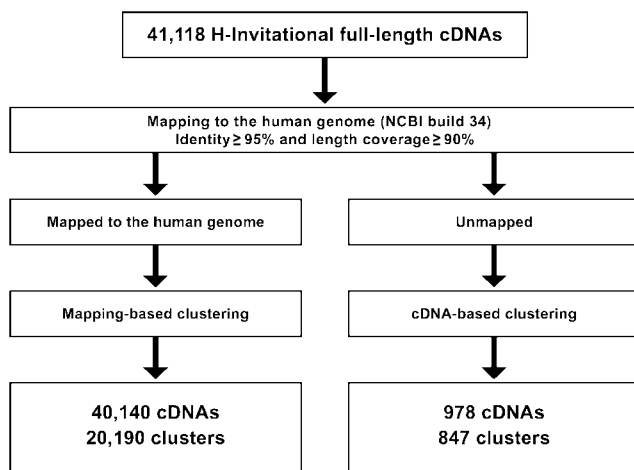 41,118 H-Invitational full-length cDNAs
Mapping to the human genome (NCBI build 34)
Identity≧95% and length coverage≧90%
Mapped to the human genome
Unmapped
Mapping-based clustering
cDNA-based clustering
40,140 cDNAs
20,190 clusters
978 cDNAs
847 clusters